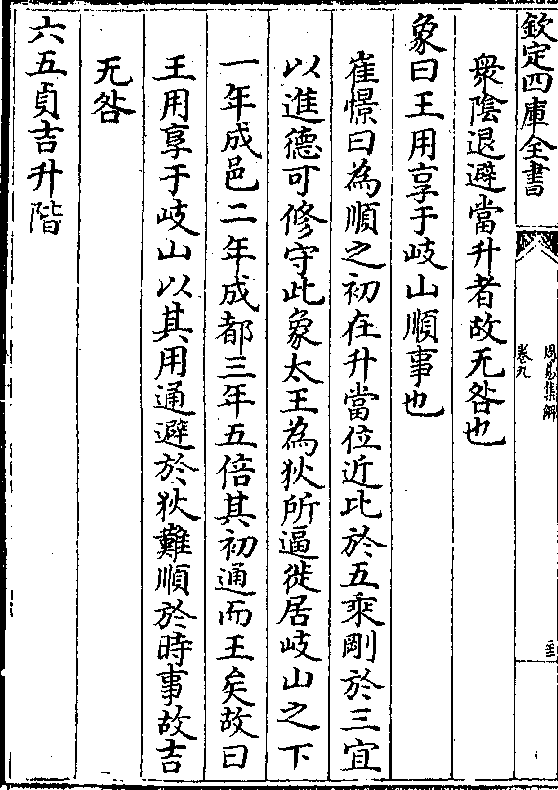 欽定四庫全書
周易集解
卷九
衆陰退避當升者故无咎也
象曰王用享于岐山順事也
崔憬曰為順之初在升當位近比於五乘剛於三宜
以進德可修守此象太王為狄所逼徙居岐山之下
一年成邑二年成都三年五倍其初通而王矣故曰
王用享于岐山以其用通避於狄難順於時事故吉
无咎
六五貞吉升階